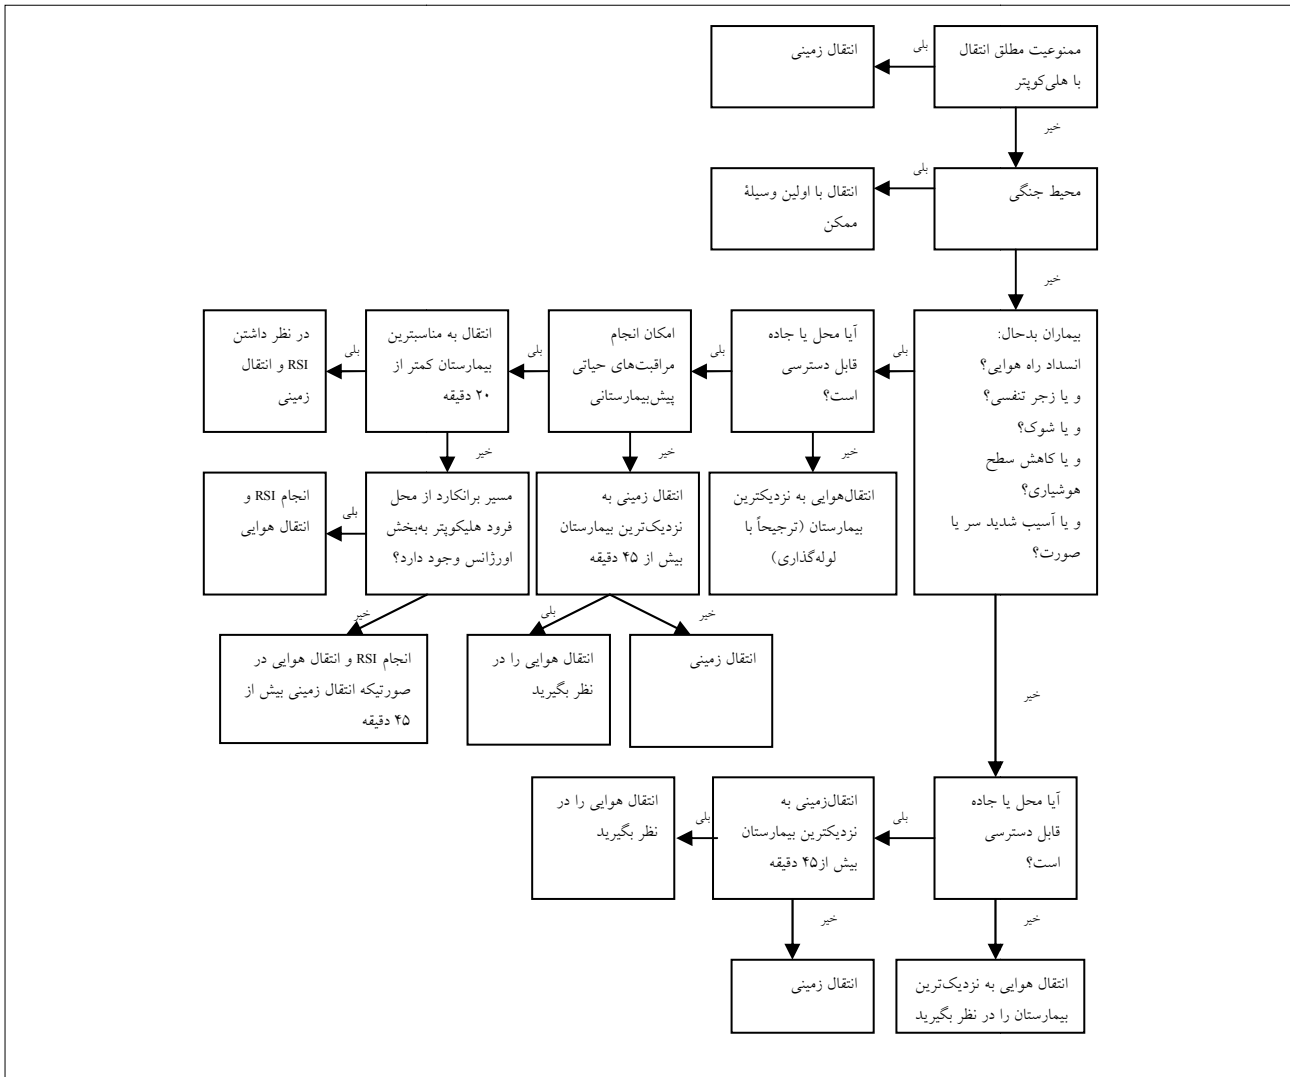 ممنوعیت مطلق انتقال
با هلی‌کوپتر
بلی
انتقال زمینی
خیر
محیط جنگی
بلی
انتقال با اولین وسیلۀ
ممکن
خیر
بیماران بدحال:
انسداد راه هوایی؟
و یا زجر تنفسی؟
و یا شوک؟
و یا کاهش سطح
هوشیاری؟
و یا آسیب شدید سر یا
صورت؟
بلی
آیا محل یا جاده
قابل دسترسی
است؟
بلی
امکان انجام
مراقبت‌های حیاتی
پیش‌بیمارستانی
بلی
انتقال به مناسبترین
بیمارستان کمتر از
۲۰ دقیقه
بلی
در نظر داشتن
RSI و انتقال
زمینی
خیر
خیر
خیر
انتقال‌هوایی به نزدیکترین
بیمارستان (ترجیحاً با
لوله‌گذاری)
انتقال زمینی به
نزدیک‌ترین بیمارستان
بیش از ۴۵ دقیقه
مسیر برانکارد از محل
فرود هلیکوپتر به‌بخش
اورژانس وجود دارد؟
بلی
انجام RSI و
انتقال هوایی
خیر
بلی
خیر
انتقال زمینی
انتقال هوایی را در
نظر بگیرید
انجام RSI و انتقال هوایی در
صورتیکه انتقال زمینی بیش از
۴۵ دقیقه
خیر
آیا محل یا جاده
قابل دسترسی
است؟
بلی
انتقال‌زمینی به
نزدیکترین بیمارستان
بیش از۴۵ دقیقه
بلی
انتقال هوایی را در
نظر بگیرید
خیر
خیر
انتقال هوایی به نزدیک‌ترین
بیمارستان را در نظر بگیرید
انتقال زمینی